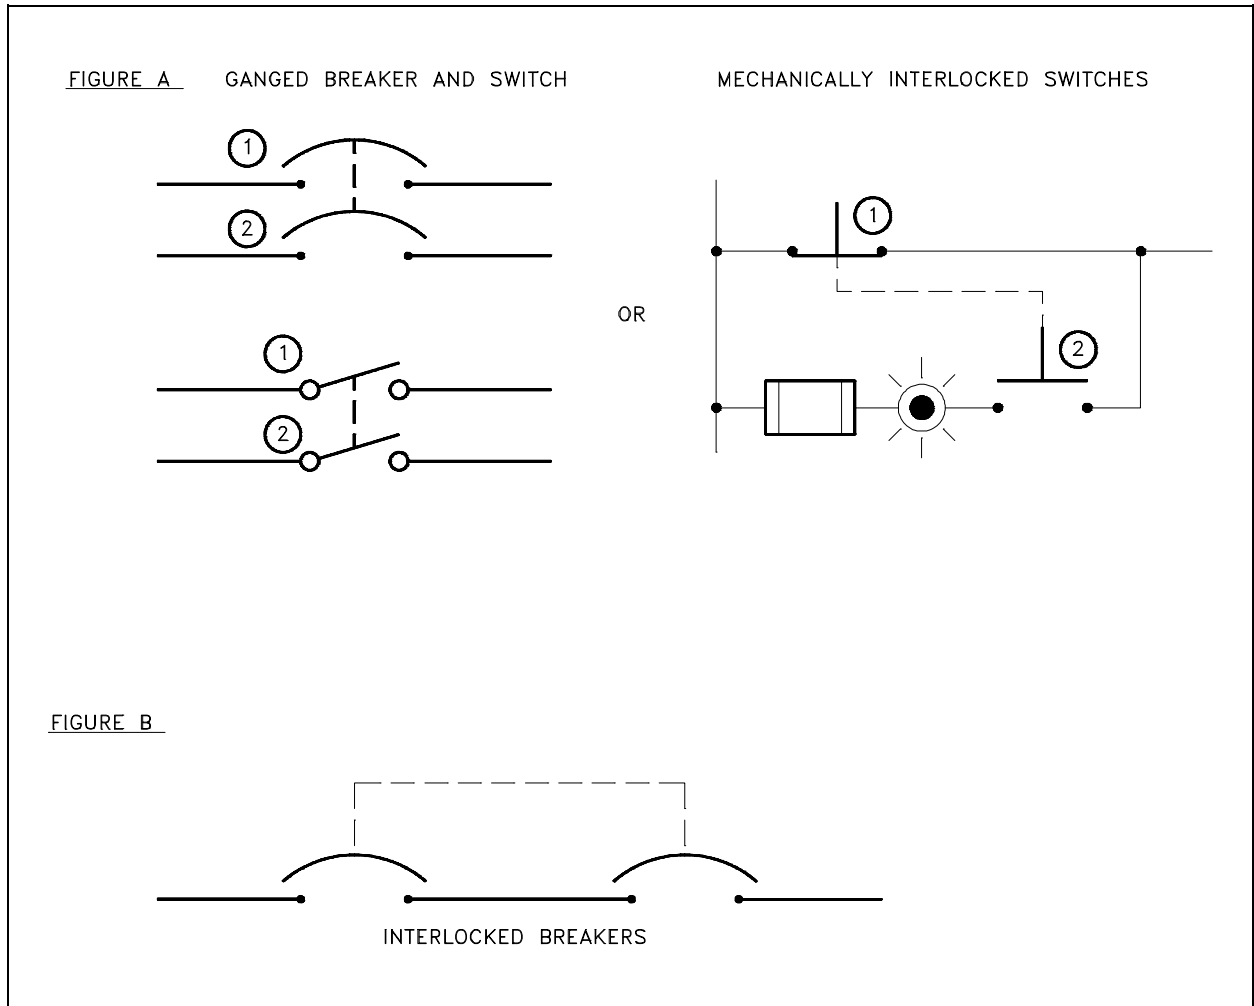 FIGURE A GANGED BREAKER AND SWITCH
MECHANICALLY INTERLOCKED SWITCHES
1
2
1
2
OR
1
2
FIGURE B
INTERLOCKED BREAKERS